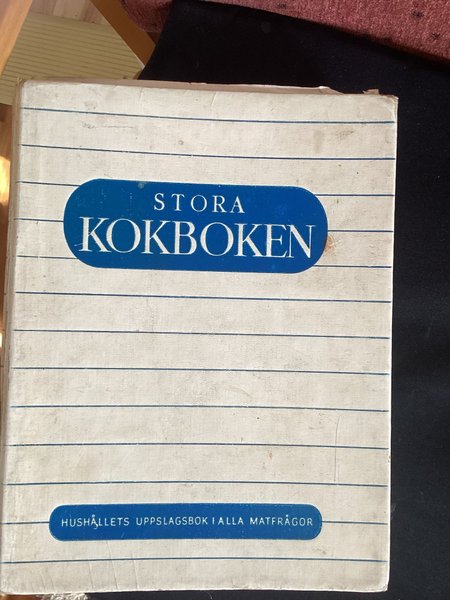 STORA
KOKBOKEN
HUSHÅLLETS UPPSLAGSBOK I ALLA MATFRÅGOR